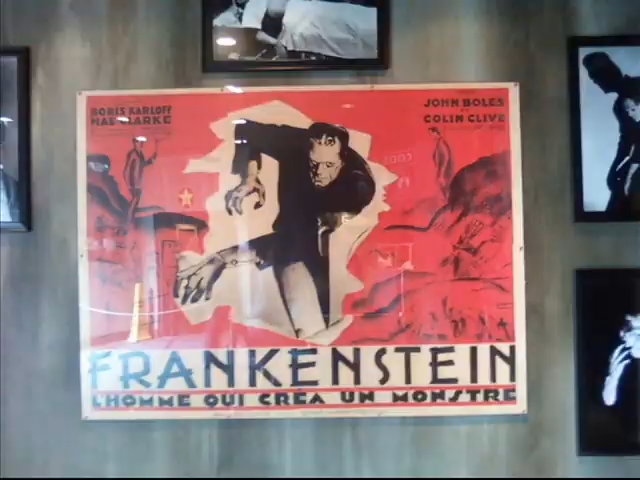 BORIS KARLOFF
MAE CLARKE
JOHN BOLES
COLIN CLIVE
FRANKENSTEIN
L'HOMME QUI CRÉA UN MONSTRE